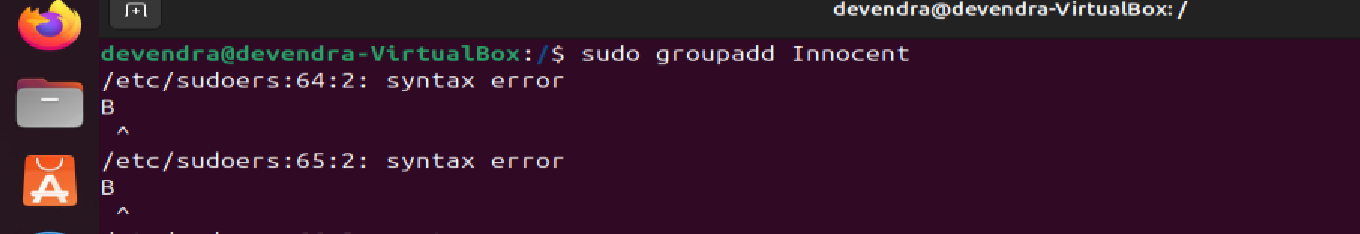 devendra@devendra-VirtualBox: /
devendra@devendra-VirtualBox:/$ sudo groupadd Innocent
/etc/sudoers:64:2: syntax error
B
 ^
/etc/sudoers:65:2: syntax error
B
 ^